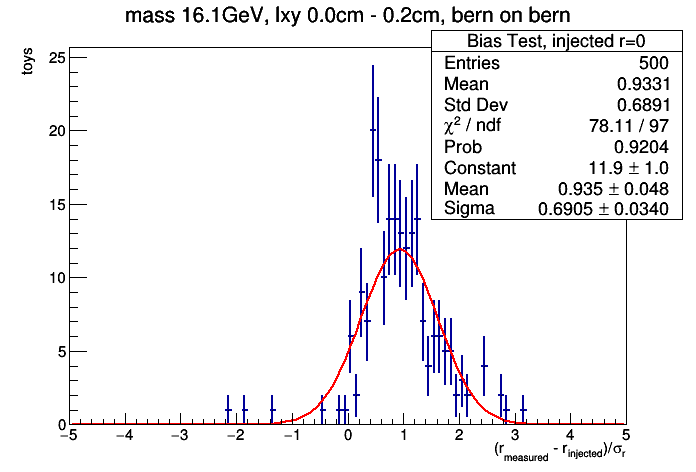 mass 16.1GeV, lxy 0.0cm - 0.2cm, bern on bern
Bias Test, injected r=0
Entries 500
Mean 0.9331
Std Dev 0.6891
χ² / ndf 78.11 / 97
Prob 0.9204
Constant 11.9 ± 1.0
Mean 0.935 ± 0.048
Sigma 0.6905 ± 0.0340
toys
25
20
15
10
5
0
−5 −4 −3 −2 −1 0 1 2 3 4 5
(r_measured - r_injected)/σ_r